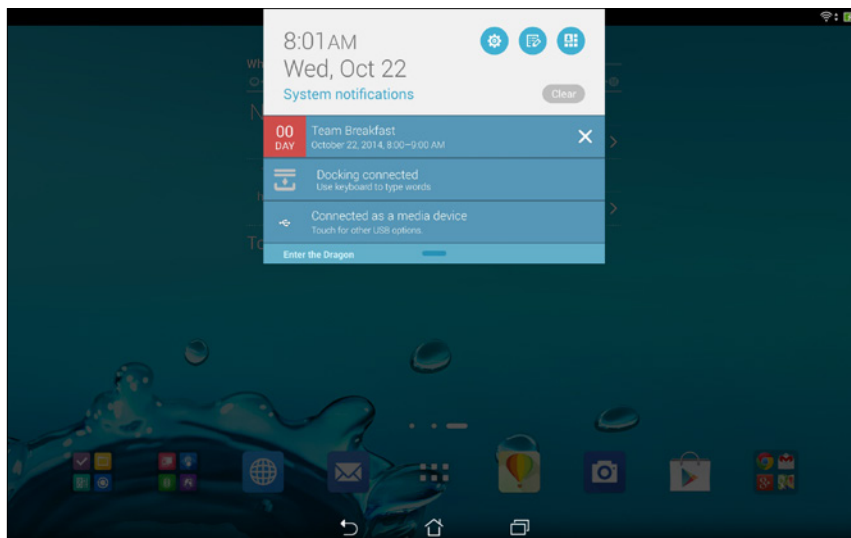 8:01AM
Wed, Oct 22
System notifications
Clear
00
DAY
Team Breakfast
October 22, 2014, 8:00–9:00 AM
Docking connected
Use keyboard to type words
Connected as a media device
Touch for other USB options.
Enter the Dragon